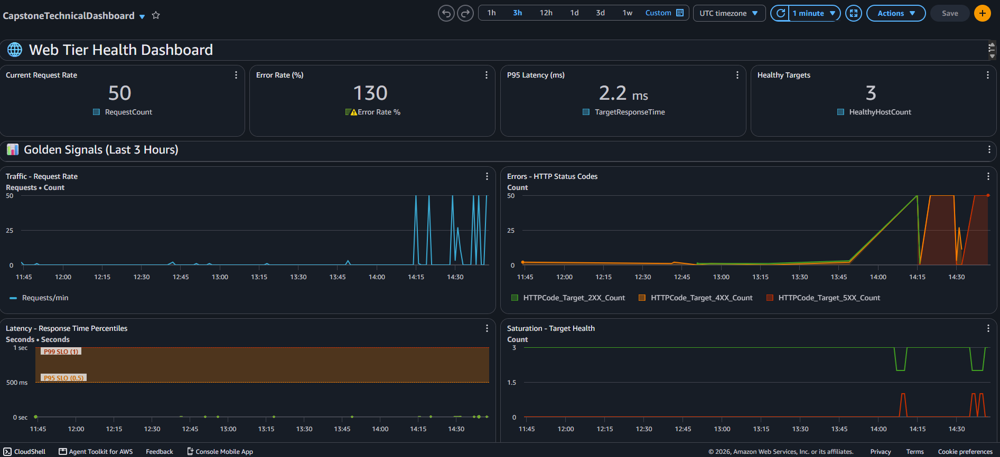 CapstoneTechnicalDashboard
1h 3h 12h 1d 3d 1w Custom UTC timezone 1 minute Actions Save
Web Tier Health Dashboard
Current Request Rate
50
RequestCount
Error Rate (%)
130
Error Rate %
P95 Latency (ms)
2.2 ms
TargetResponseTime
Healthy Targets
3
HealthyHostCount
Golden Signals (Last 3 Hours)
Traffic - Request Rate
Requests • Count
50
25
0
11:45 12:00 12:15 12:30 12:45 13:00 13:15 13:30 13:45 14:00 14:15 14:30
Requests/min
Errors - HTTP Status Codes
Count
50
25
0
11:45 12:00 12:15 12:30 12:45 13:00 13:15 13:30 13:45 14:00 14:15 14:30
HTTPCode_Target_2XX_Count HTTPCode_Target_4XX_Count HTTPCode_Target_5XX_Count
Latency - Response Time Percentiles
Seconds • Seconds
1 sec
P99 SLO (1)
P95 SLO (0.5)
500 ms
0 sec
11:45 12:00 12:15 12:30 12:45 13:00 13:15 13:30 13:45 14:00 14:15 14:30
Saturation - Target Health
Count
3
1.5
0
11:45 12:00 12:15 12:30 12:45 13:00 13:15 13:30 13:45 14:00 14:15 14:30
CloudShell Agent Toolkit for AWS Feedback Console Mobile App © 2026, Amazon Web Services, Inc. or its affiliates. Privacy Terms Cookie preferences